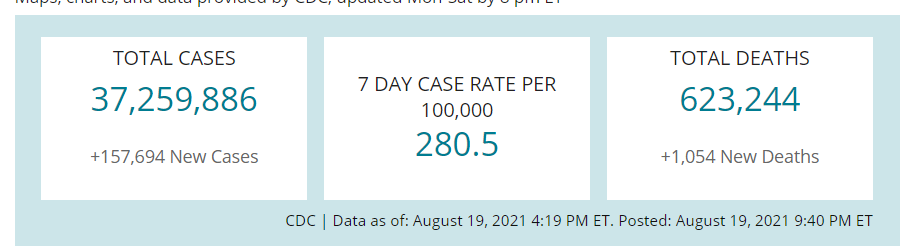 Maps, charts, and data provided by CDC, updated Mon-Sat by 8 pm ET
TOTAL CASES
37,259,886
+157,694 New Cases
7 DAY CASE RATE PER
100,000
280.5
TOTAL DEATHS
623,244
+1,054 New Deaths
CDC | Data as of: August 19, 2021 4:19 PM ET. Posted: August 19, 2021 9:40 PM ET